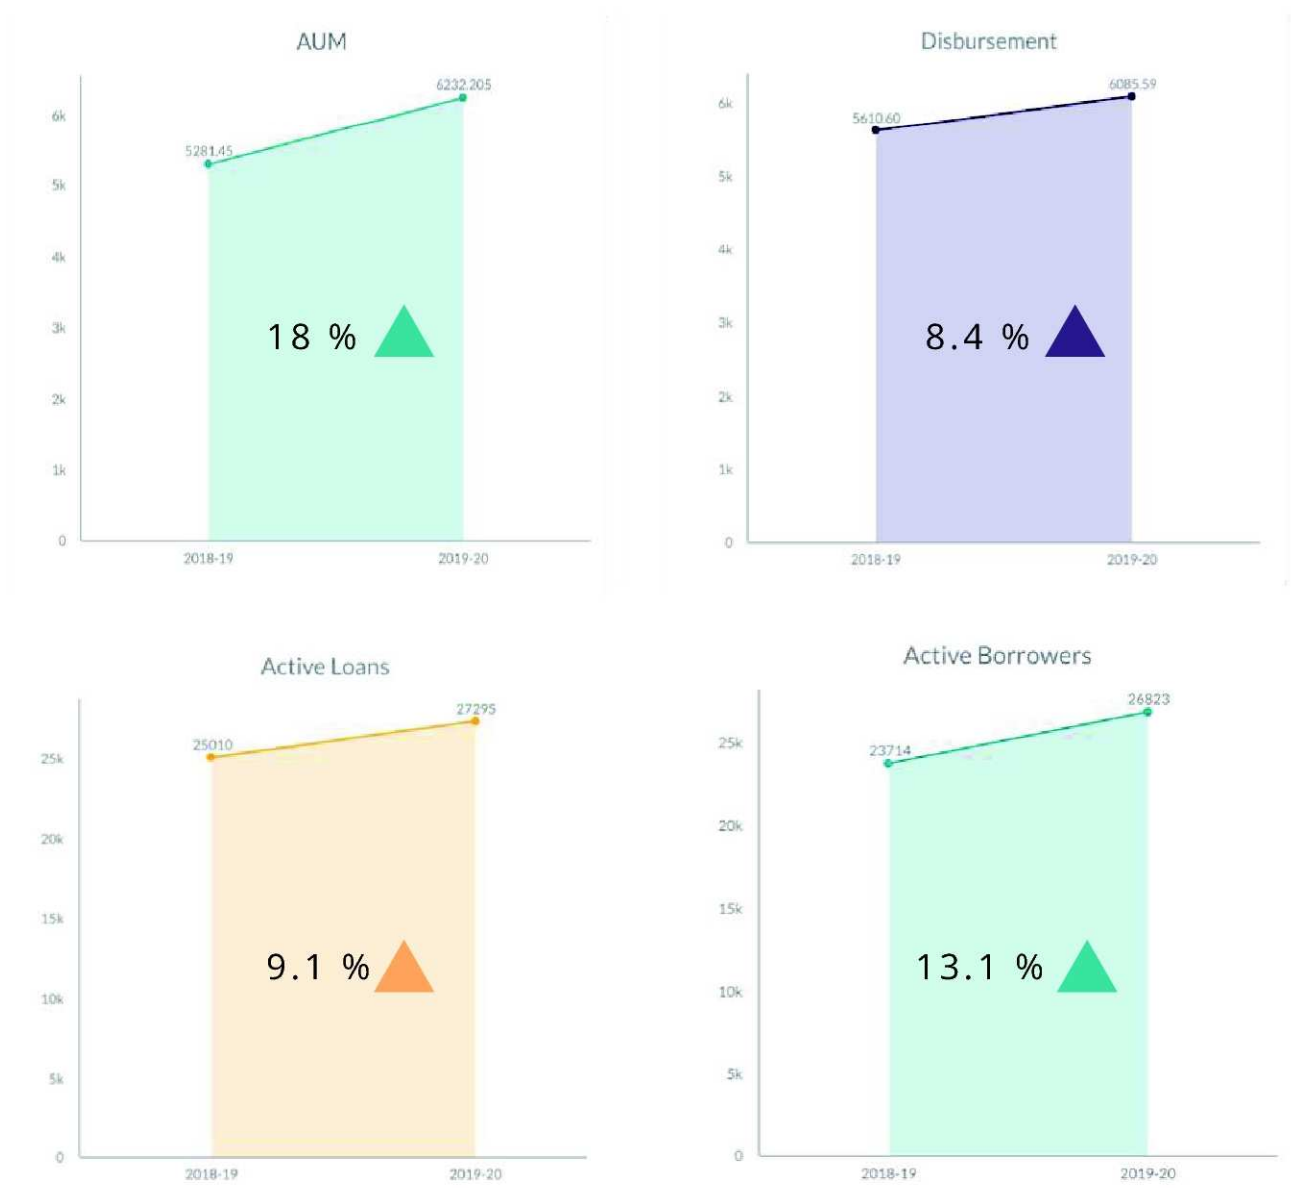 AUM
6232.205
6k
5281.45
5k
4k
3k
18 %
2k
1k
0
2018-19 2019-20
Disbursement
6085.59
6k
5610.60
5k
4k
3k
8.4 %
2k
1k
0
2018-19 2019-20
Active Loans
27295
25010
25k
20k
15k
9.1 %
10k
5k
0
2018-19 2019-20
Active Borrowers
26823
25k
23714
20k
15k
13.1 %
10k
5k
0
2018-19 2019-20